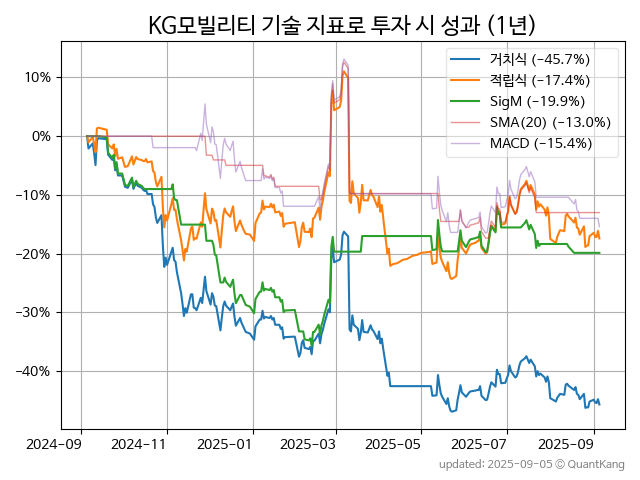 KG모빌리티 기술 지표로 투자 시 성과 (1년)
거치식 (−45.7%)
적립식 (−17.4%)
SigM (−19.9%)
SMA(20) (−13.0%)
MACD (−15.4%)
10%
0%
−10%
−20%
−30%
−40%
2024−09
2024−11
2025−01
2025−03
2025−05
2025−07
2025−09
updated: 2025-09-05 © QuantKang